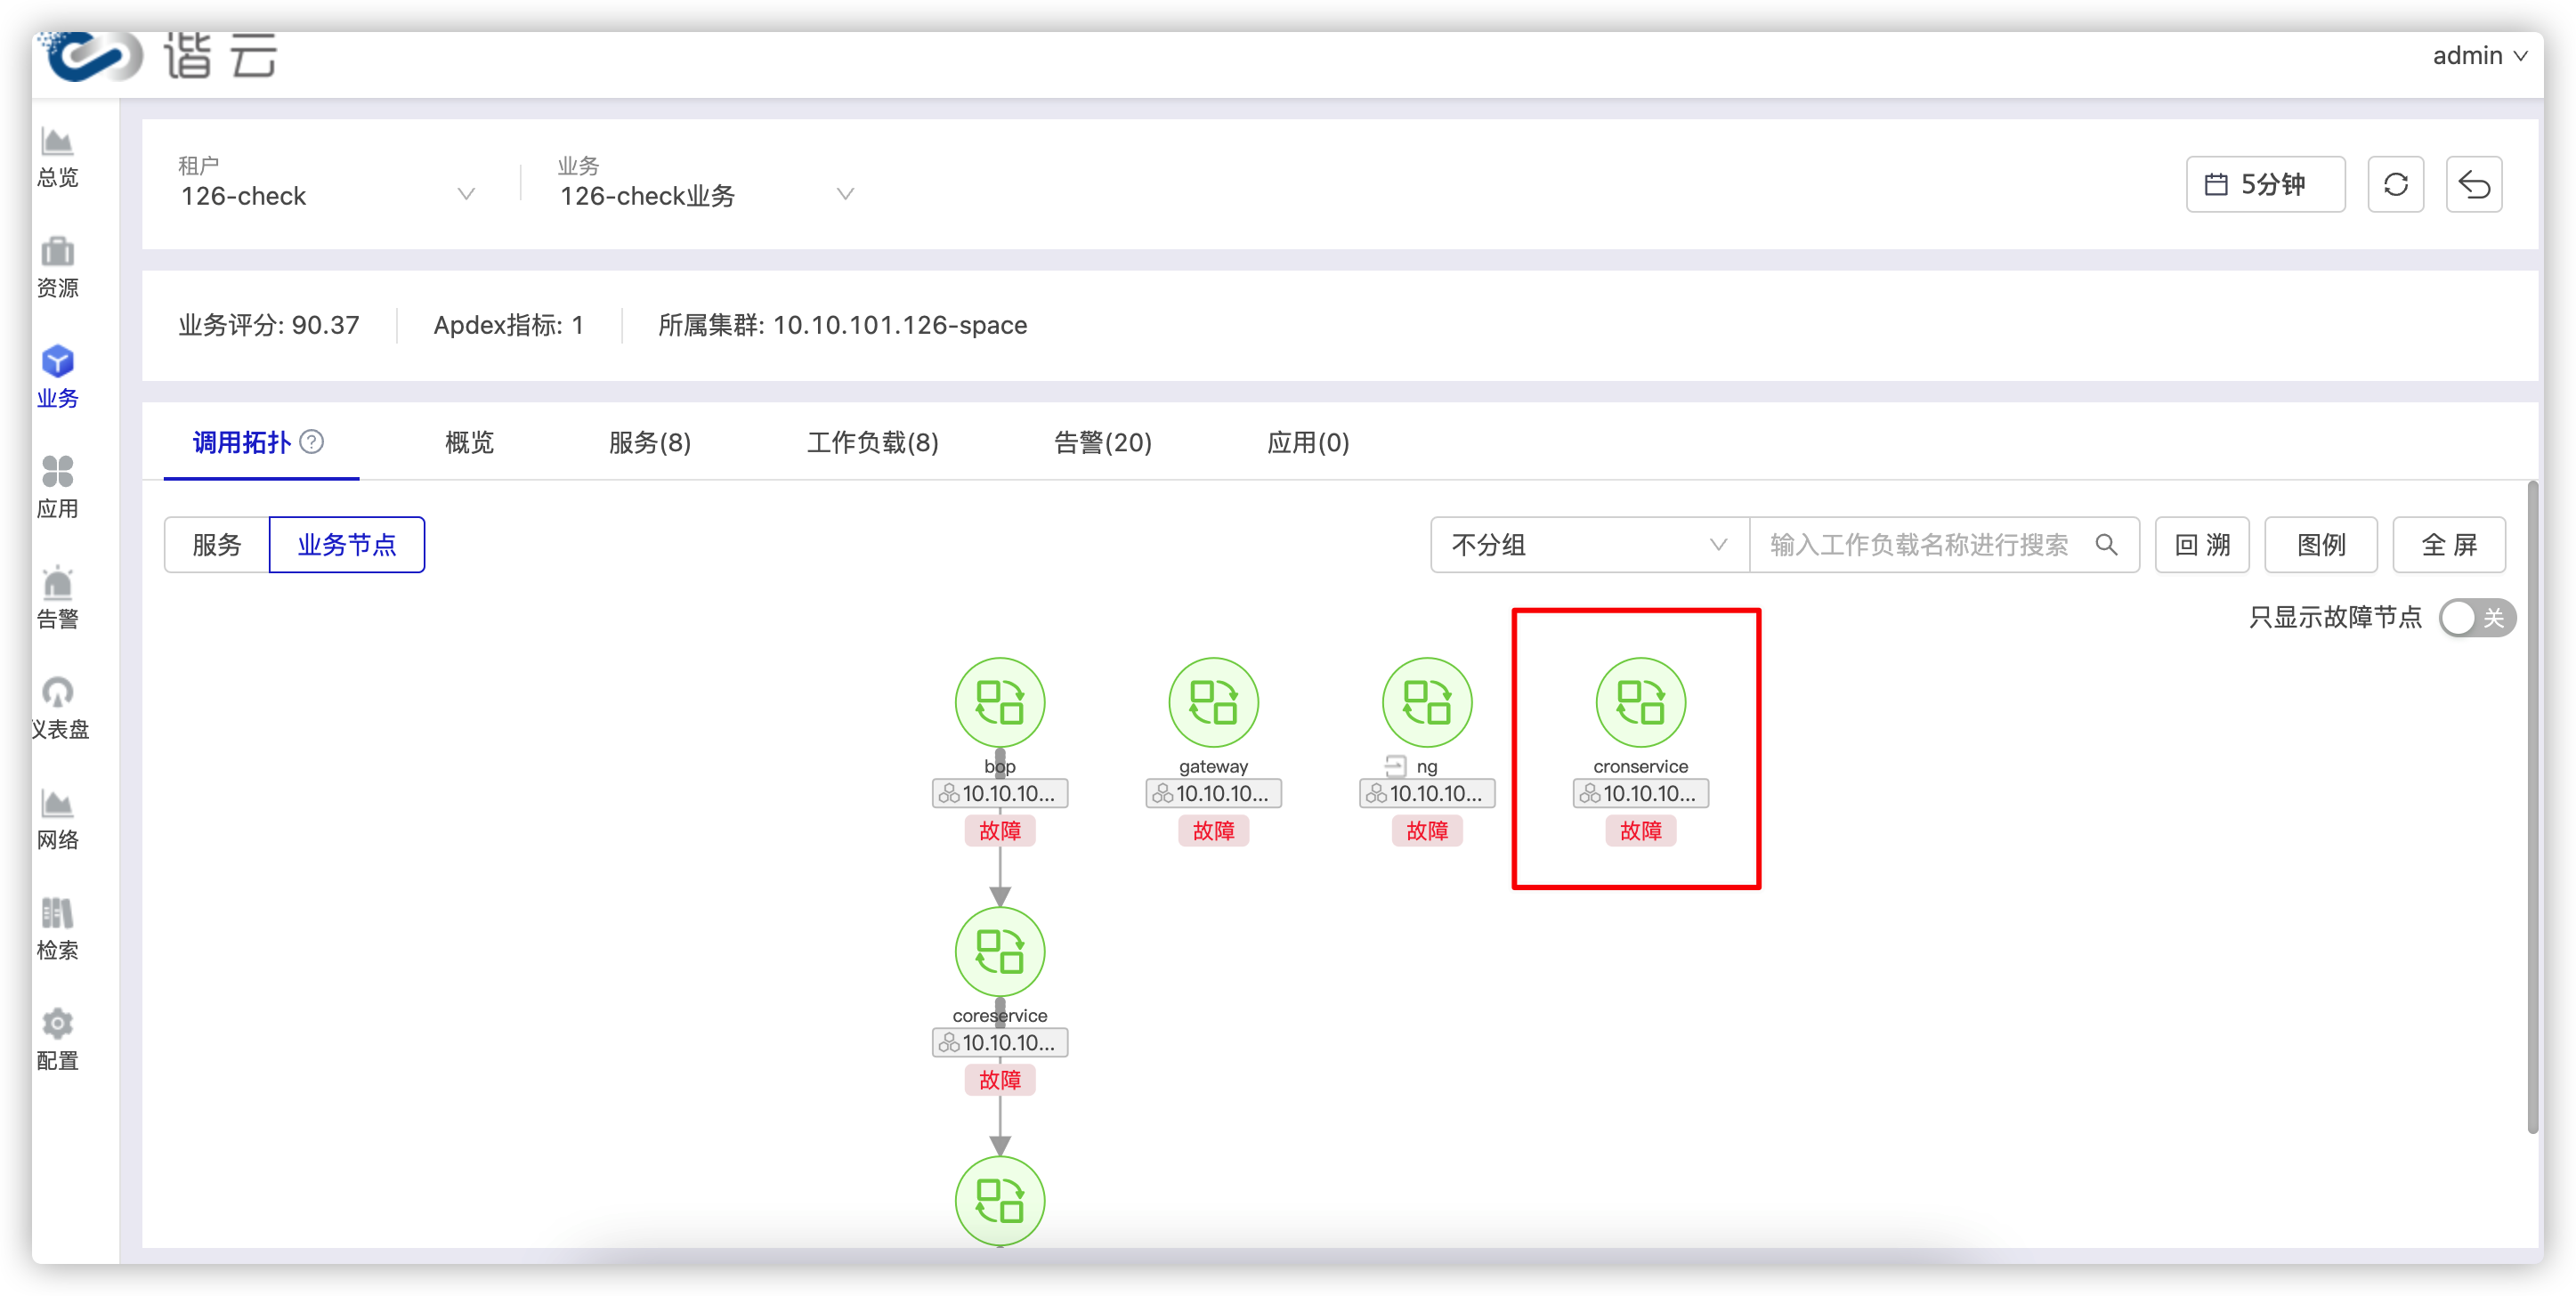 谐云
admin
总览
资源
业务
应用
告警
仪表盘
网络
检索
配置
租户
126-check
业务
126-check业务
5分钟
业务评分: 90.37
Apdex指标: 1
所属集群: 10.10.101.126-space
调用拓扑
概览
服务(8)
工作负载(8)
告警(20)
应用(0)
服务
业务节点
不分组
输入工作负载名称进行搜索
回溯
图例
全屏
只显示故障节点
关
bop
10.10.10...
故障
gateway
10.10.10...
故障
ng
10.10.10...
故障
cronservice
10.10.10...
故障
coreservice
10.10.10...
故障